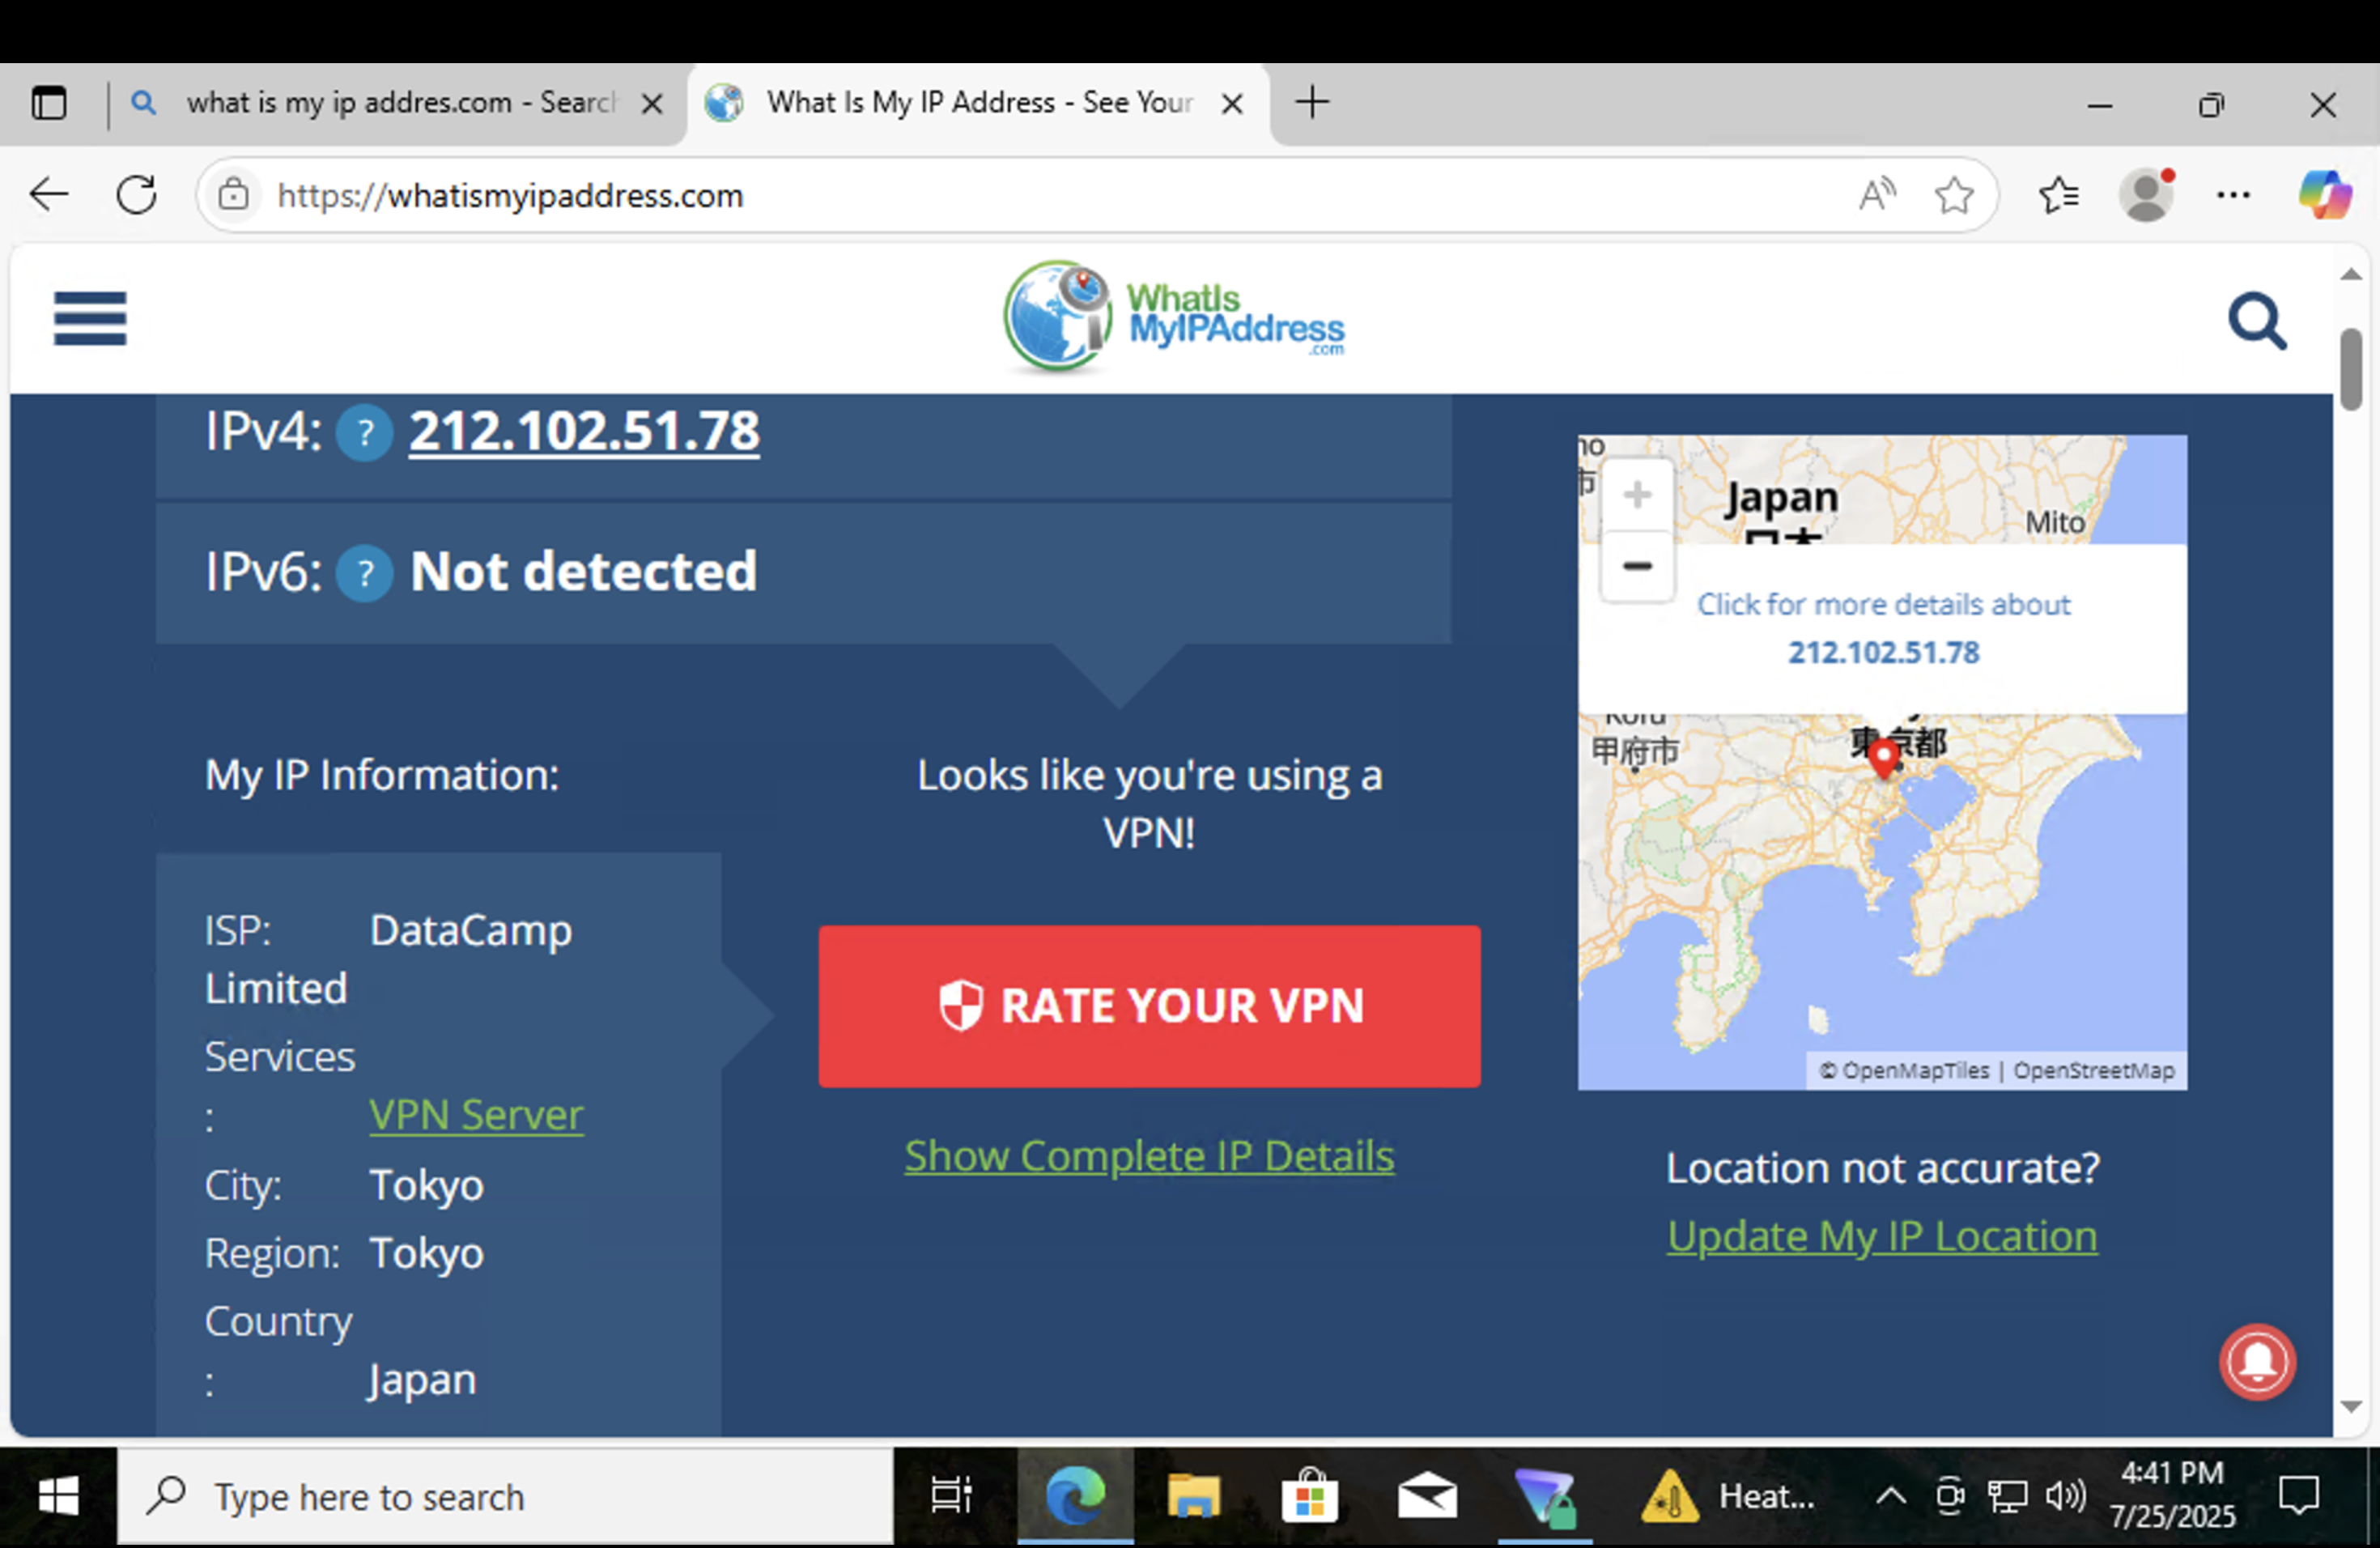 what is my ip addres.com - Search
What Is My IP Address - See Your
https://whatismyipaddress.com
WhatIs
MyIPAddress
.com
IPv4: ? 212.102.51.78
IPv6: ? Not detected
Japan
Mito
Click for more details about
212.102.51.78
甲府市
東京都
© OpenMapTiles | OpenStreetMap
My IP Information:
Looks like you're using a
VPN!
ISP: DataCamp
Limited
Services
: VPN Server
City: Tokyo
Region: Tokyo
Country
: Japan
RATE YOUR VPN
Show Complete IP Details
Location not accurate?
Update My IP Location
Type here to search
Heat...
4:41 PM
7/25/2025